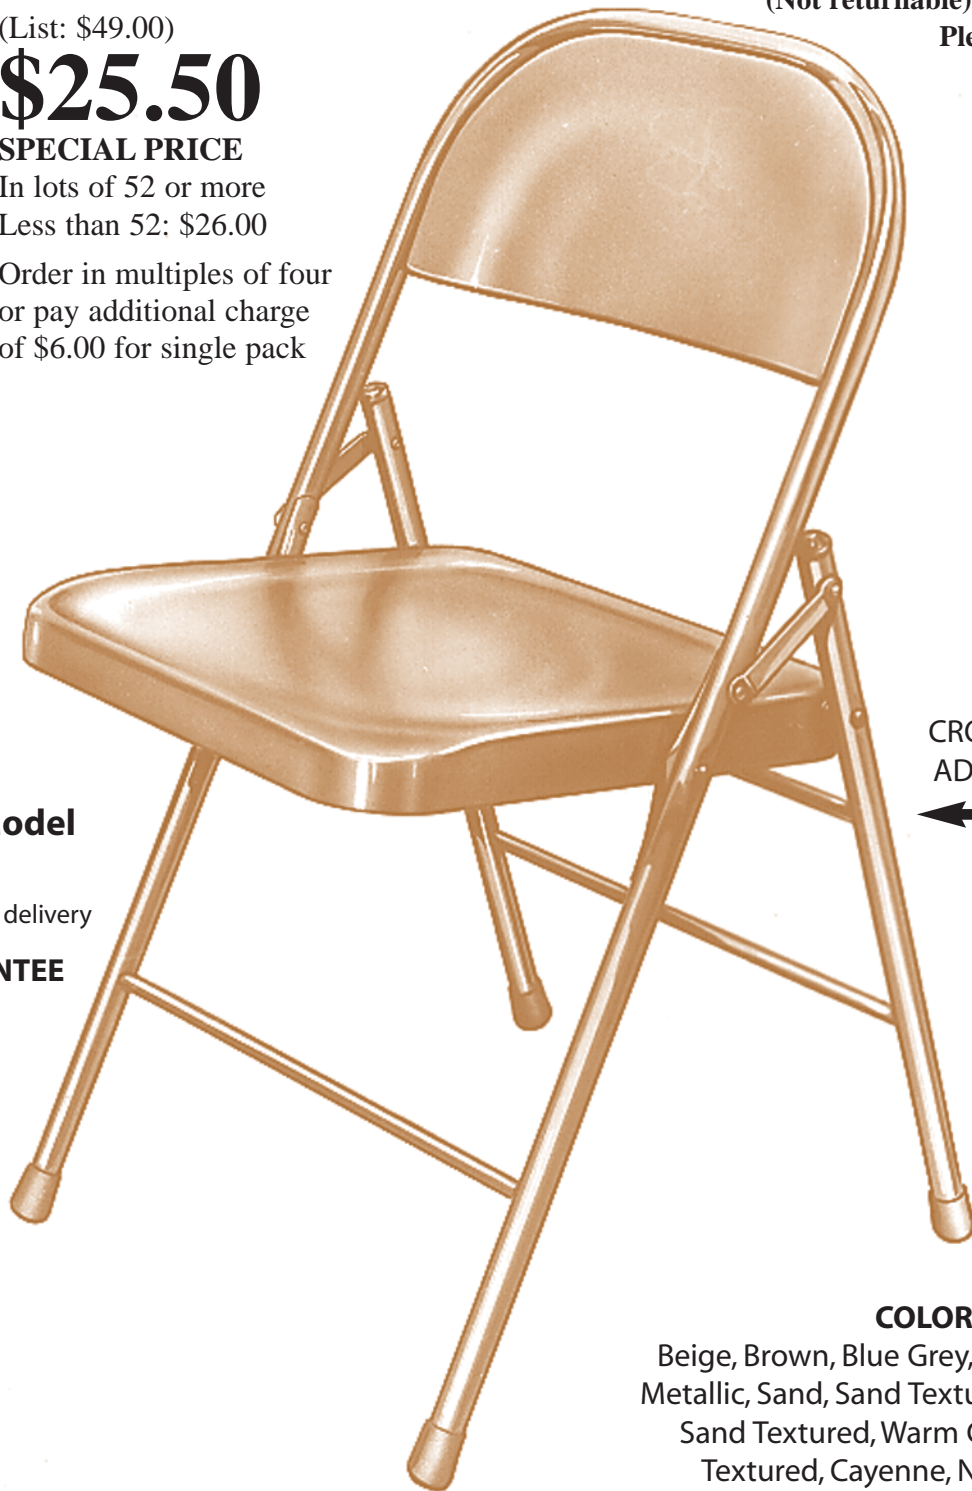 (List: $49.00)
$25.50
SPECIAL PRICE
In lots of 52 or more
Less than 52: $26.00
Order in multiples of four
or pay additional charge
of $6.00 for single pack
(Not returnable)
delivery
COLOR
Beige, Brown, Blue Grey,
Metallic, Sand, Sand
Sand Textured, Warm
Textured, Cayenne,